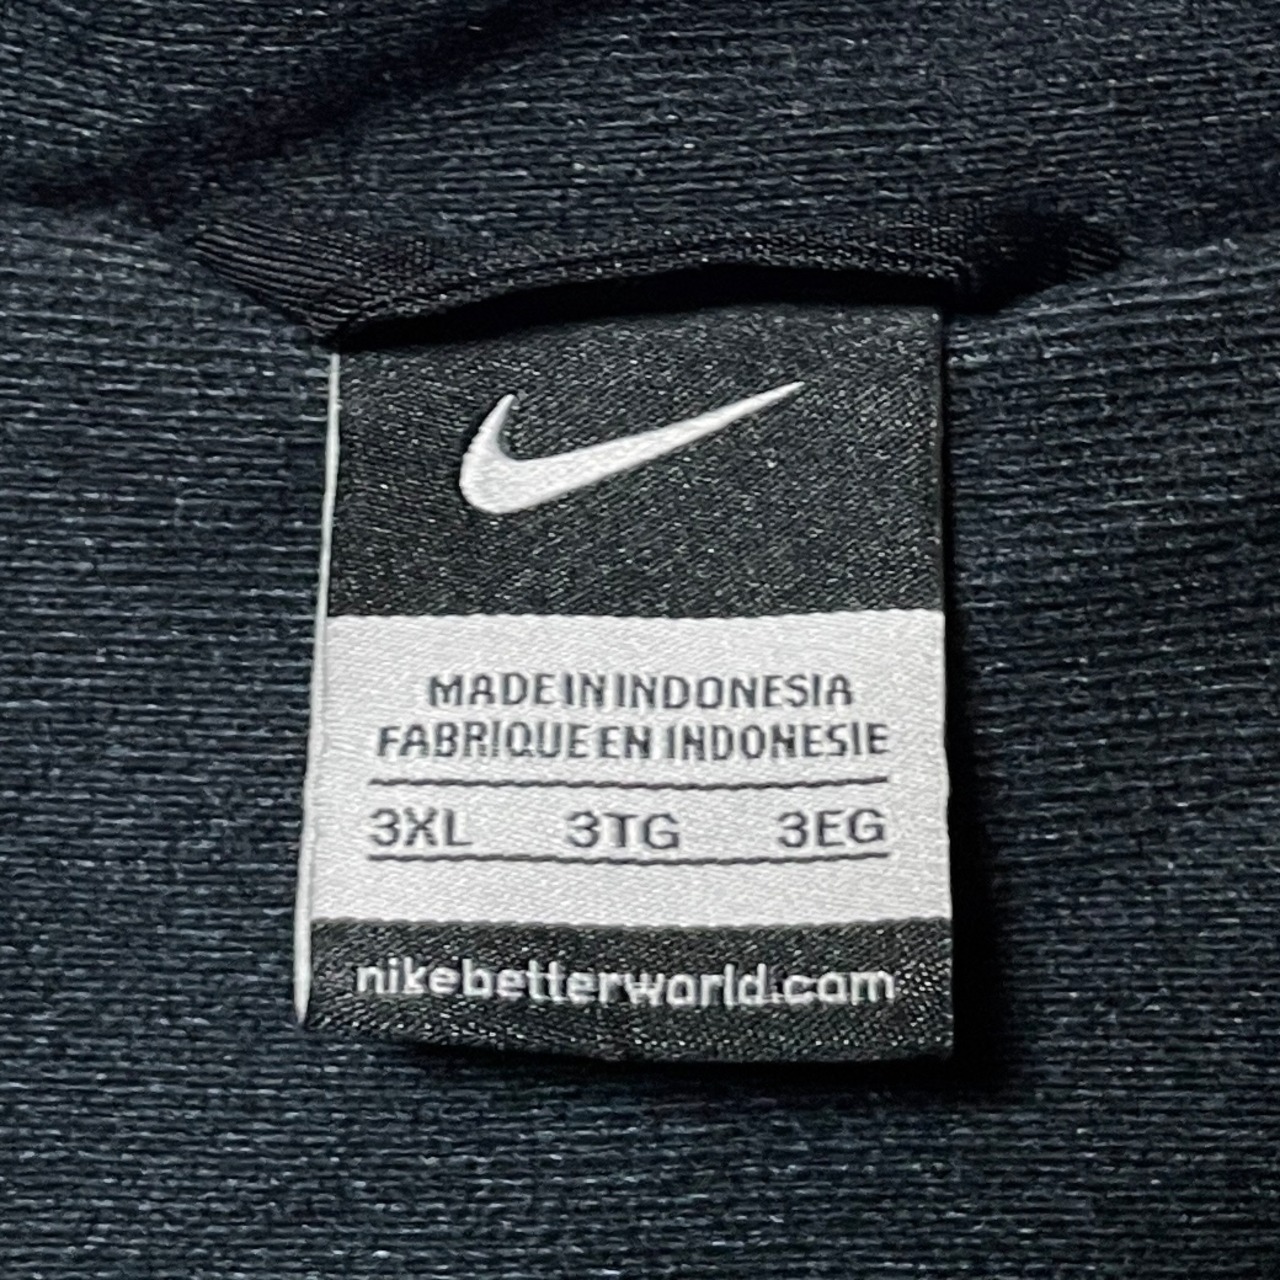 MADE IN INDONESIA
FABRIQUE EN INDONESIE
3XL 3TG 3EG
nikebetterworld.com